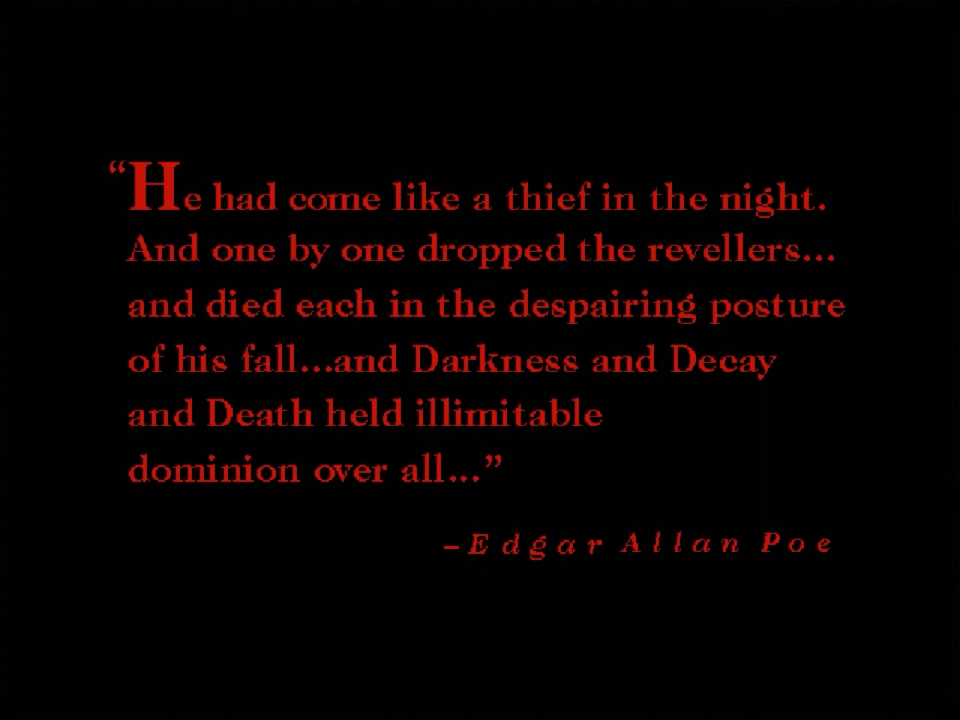 “He had come like a thief in the night.
And one by one dropped the revellers...
and died each in the despairing posture
of his fall...and Darkness and Decay
and Death held illimitable
dominion over all...”
–Edgar Allan Poe